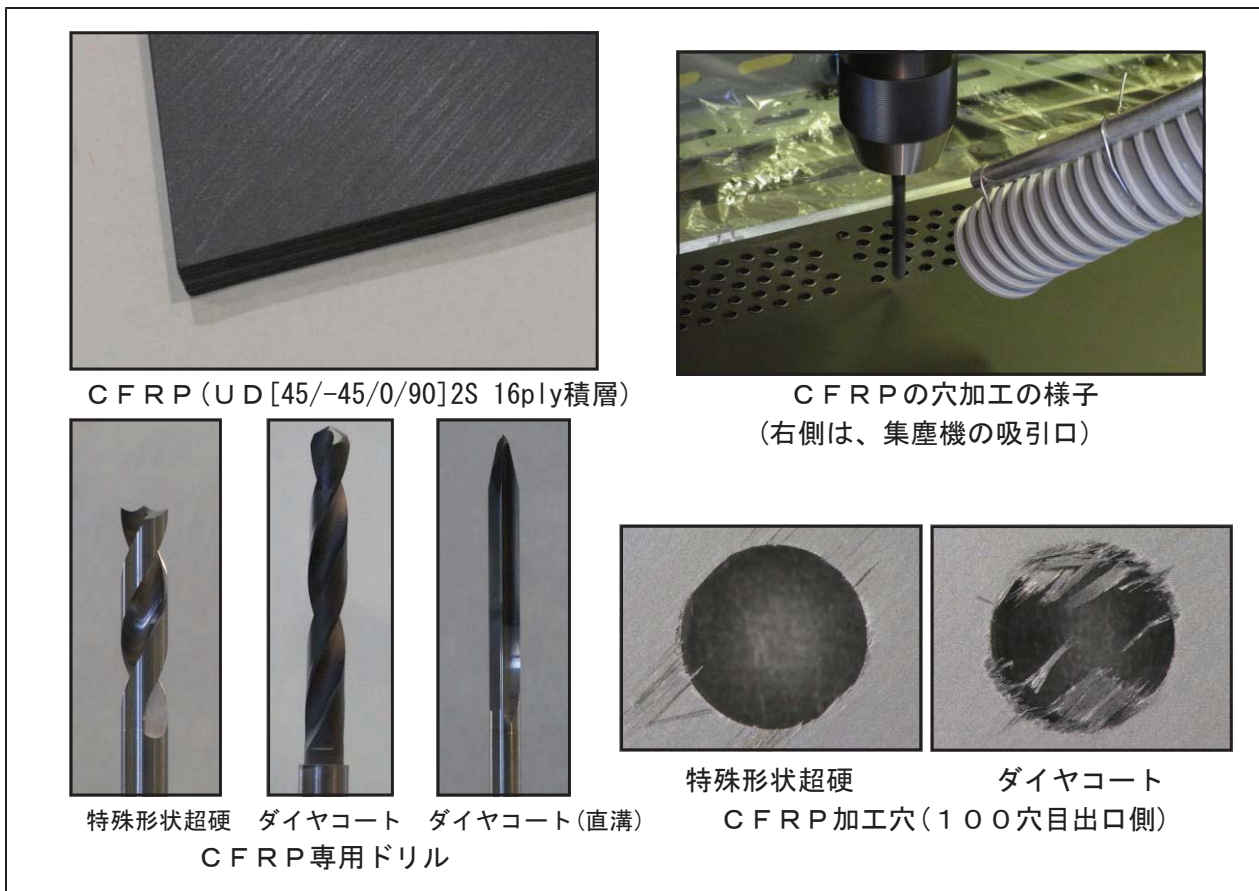 ＣＦＲＰ(ＵＤ[45/-45/0/90]2S 16ply積層)
ＣＦＲＰの穴加工の様子
(右側は、集塵機の吸引口)
特殊形状超硬
ダイヤコート
ダイヤコート(直溝)
ＣＦＲＰ専用ドリル
特殊形状超硬
ダイヤコート
ＣＦＲＰ加工穴(１００穴目出口側)